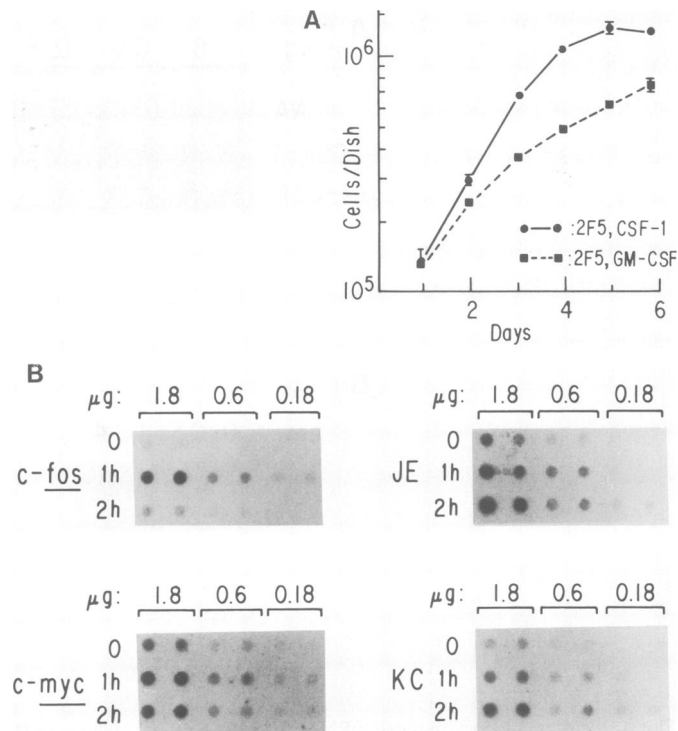 A
10⁶
Cells/Dish
:2F5, CSF-1
:2F5, GM-CSF
10⁵
2 4 6
Days
B
μg: 1.8 0.6 0.18
0
c-fos 1h
2h
μg: 1.8 0.6 0.18
0
JE 1h
2h
μg: 1.8 0.6 0.18
0
c-myc 1h
2h
μg: 1.8 0.6 0.18
0
KC 1h
2h